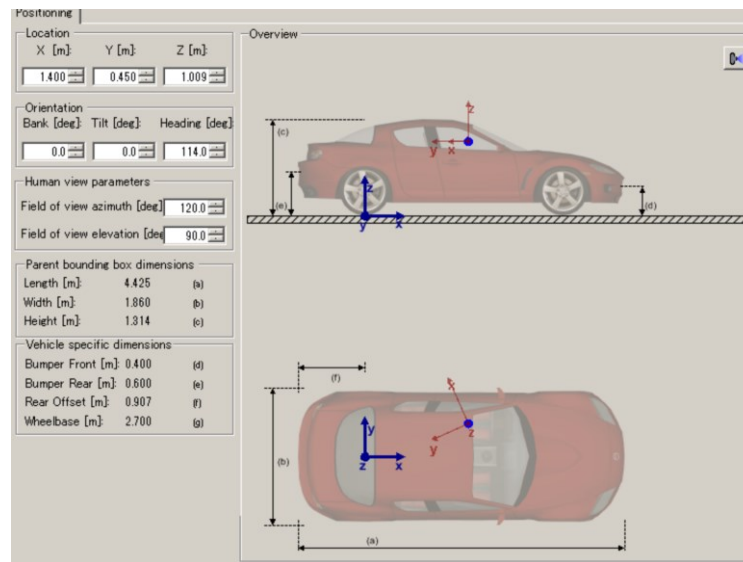 Positioning
Location
X [m]: Y [m]: Z [m]:
1.400 0.450 1.009
Orientation
Bank [deg]: Tilt [deg]: Heading [deg]:
0.0 0.0 114.0
Human view parameters
Field of view azimuth [deg] 120.0
Field of view elevation [deg 90.0
Parent bounding box dimensions
Length [m]: 4.425 (a)
Width [m]: 1.860 (b)
Height [m]: 1.314 (c)
Vehicle specific dimensions
Bumper Front [m]: 0.400 (d)
Bumper Rear [m]: 0.600 (e)
Rear Offset [m]: 0.907 (f)
Wheelbase [m]: 2.700 (g)
Overview
z
(c)
y x
z
(e) (d)
y x
(f)
x
y
y z
(b) z x
(a)